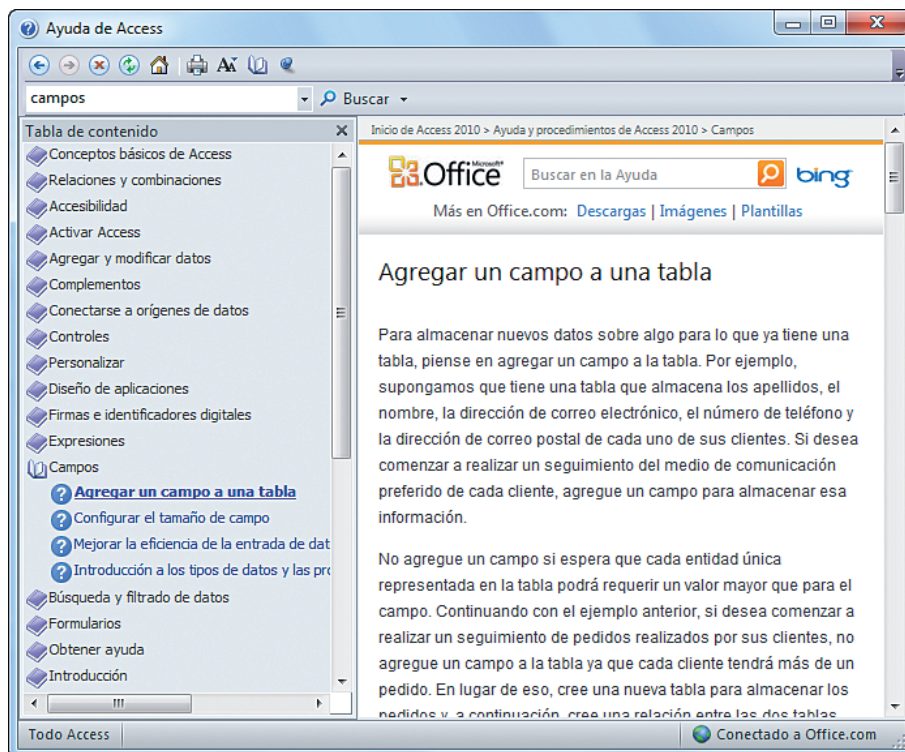 Ayuda de Access
campos
Buscar
Tabla de contenido
Conceptos básicos de Access
Relaciones y combinaciones
Accesibilidad
Activar Access
Agregar y modificar datos
Complementos
Conectarse a orígenes de datos
Controles
Personalizar
Diseño de aplicaciones
Firmas e identificadores digitales
Expresiones
Campos
Agregar un campo a una tabla
Configurar el tamaño de campo
Mejorar la eficiencia de la entrada de dat
Introducción a los tipos de datos y las pro
Búsqueda y filtrado de datos
Formularios
Obtener ayuda
Introducción
Inicio de Access 2010 > Ayuda y procedimientos de Access 2010 > Campos
Microsoft®
Office
Buscar en la Ayuda
bing
Más en Office.com: Descargas | Imágenes | Plantillas
Agregar un campo a una tabla
Para almacenar nuevos datos sobre algo para lo que ya tiene una
tabla, piense en agregar un campo a la tabla. Por ejemplo,
supongamos que tiene una tabla que almacena los apellidos, el
nombre, la dirección de correo electrónico, el número de teléfono y
la dirección de correo postal de cada uno de sus clientes. Si desea
comenzar a realizar un seguimiento del medio de comunicación
preferido de cada cliente, agregue un campo para almacenar esa
información.
No agregue un campo si espera que cada entidad única
representada en la tabla podrá requerir un valor mayor que para el
campo. Continuando con el ejemplo anterior, si desea comenzar a
realizar un seguimiento de pedidos realizados por sus clientes, no
agregue un campo a la tabla ya que cada cliente tendrá más de un
pedido. En lugar de eso, cree una nueva tabla para almacenar los
pedidos y, a continuación, cree una relación entre las dos tablas
Todo Access
Conectado a Office.com